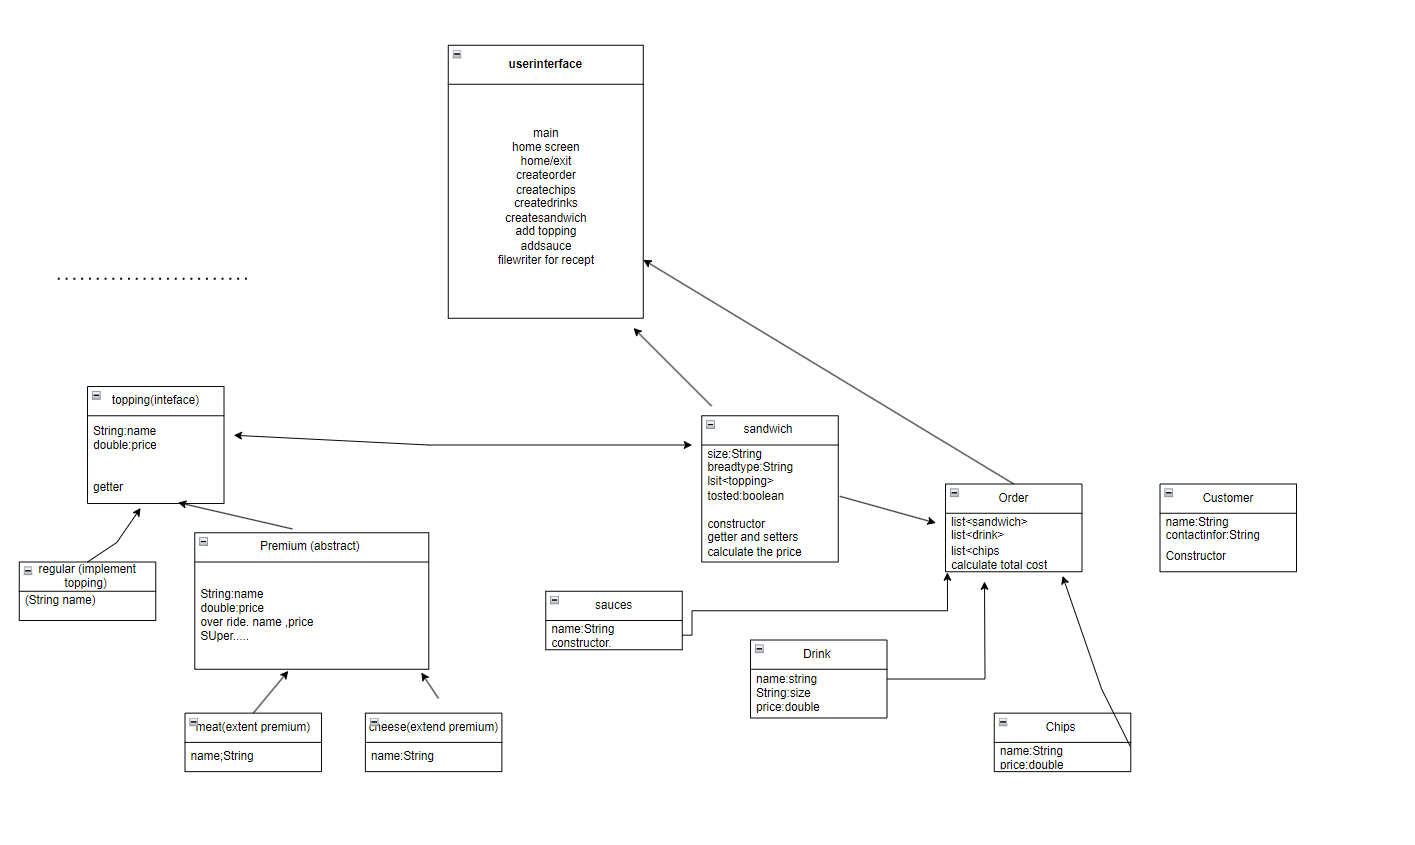 userinterface
main
home screen
home/exit
createorder
createchips
createdrinks
createsandwich
add topping
addsauce
filewriter for recept
........................
topping(inteface)
String:name
double:price
getter
sandwich
size:String
breadtype:String
lsit<topping>
tosted:boolean
constructor
getter and setters
calculate the price
Order
list<sandwich>
list<drink>
list<chips
calculate total cost
Customer
name:String
contactinfor:String
Constructor
regular (implement
topping)
(String name)
Premium (abstract)
String:name
double:price
over ride. name ,price
SUper.....
sauces
name:String
constructor.
Drink
name:string
String:size
price:double
meat(extent premium)
name;String
cheese(extend premium)
name:String
Chips
name:String
price:double